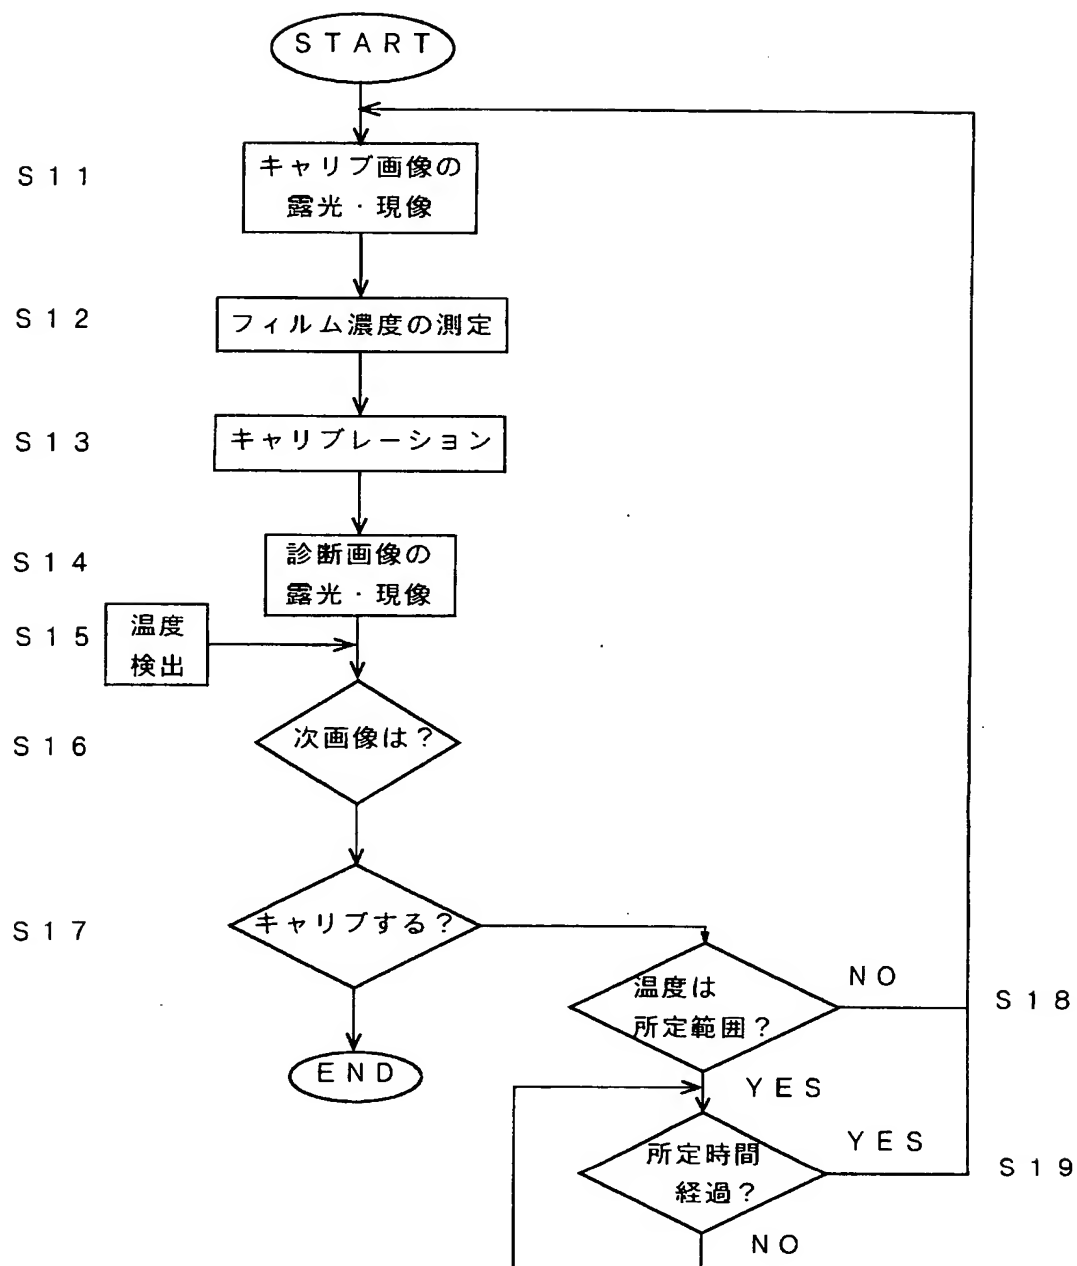 START
S11
キャリブ画像の
露光・現像
S12
フィルム濃度の測定
S13
キャリブレーション
S14
診断画像の
露光・現像
S15
温度
検出
S16
次画像は?
S17
キャリブする?
温度は
所定範囲?
NO
S18
YES
END
所定時間
経過?
YES
S19
NO